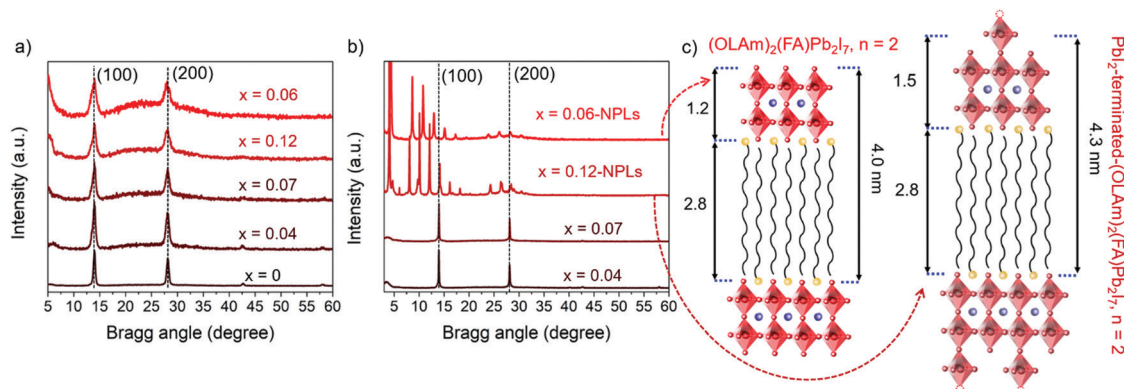 a)
Intensity (a.u.)
(100)
(200)
x = 0.06
x = 0.12
x = 0.07
x = 0.04
x = 0
5 10 15 20 25 30 35 40 45 50 55 60
Bragg angle (degree)
b)
Intensity (a.u.)
(100)
(200)
x = 0.06-NPLs
x = 0.12-NPLs
x = 0.07
x = 0.04
5 10 15 20 25 30 35 40 45 50 55 60
Bragg angle (degree)
c)
(OLAm)₂(FA)Pb₂I₇, n = 2
1.2
2.8
4.0 nm
1.5
2.8
4.3 nm
PbI₂-terminated-(OLAm)₂(FA)Pb₂I₇, n = 2